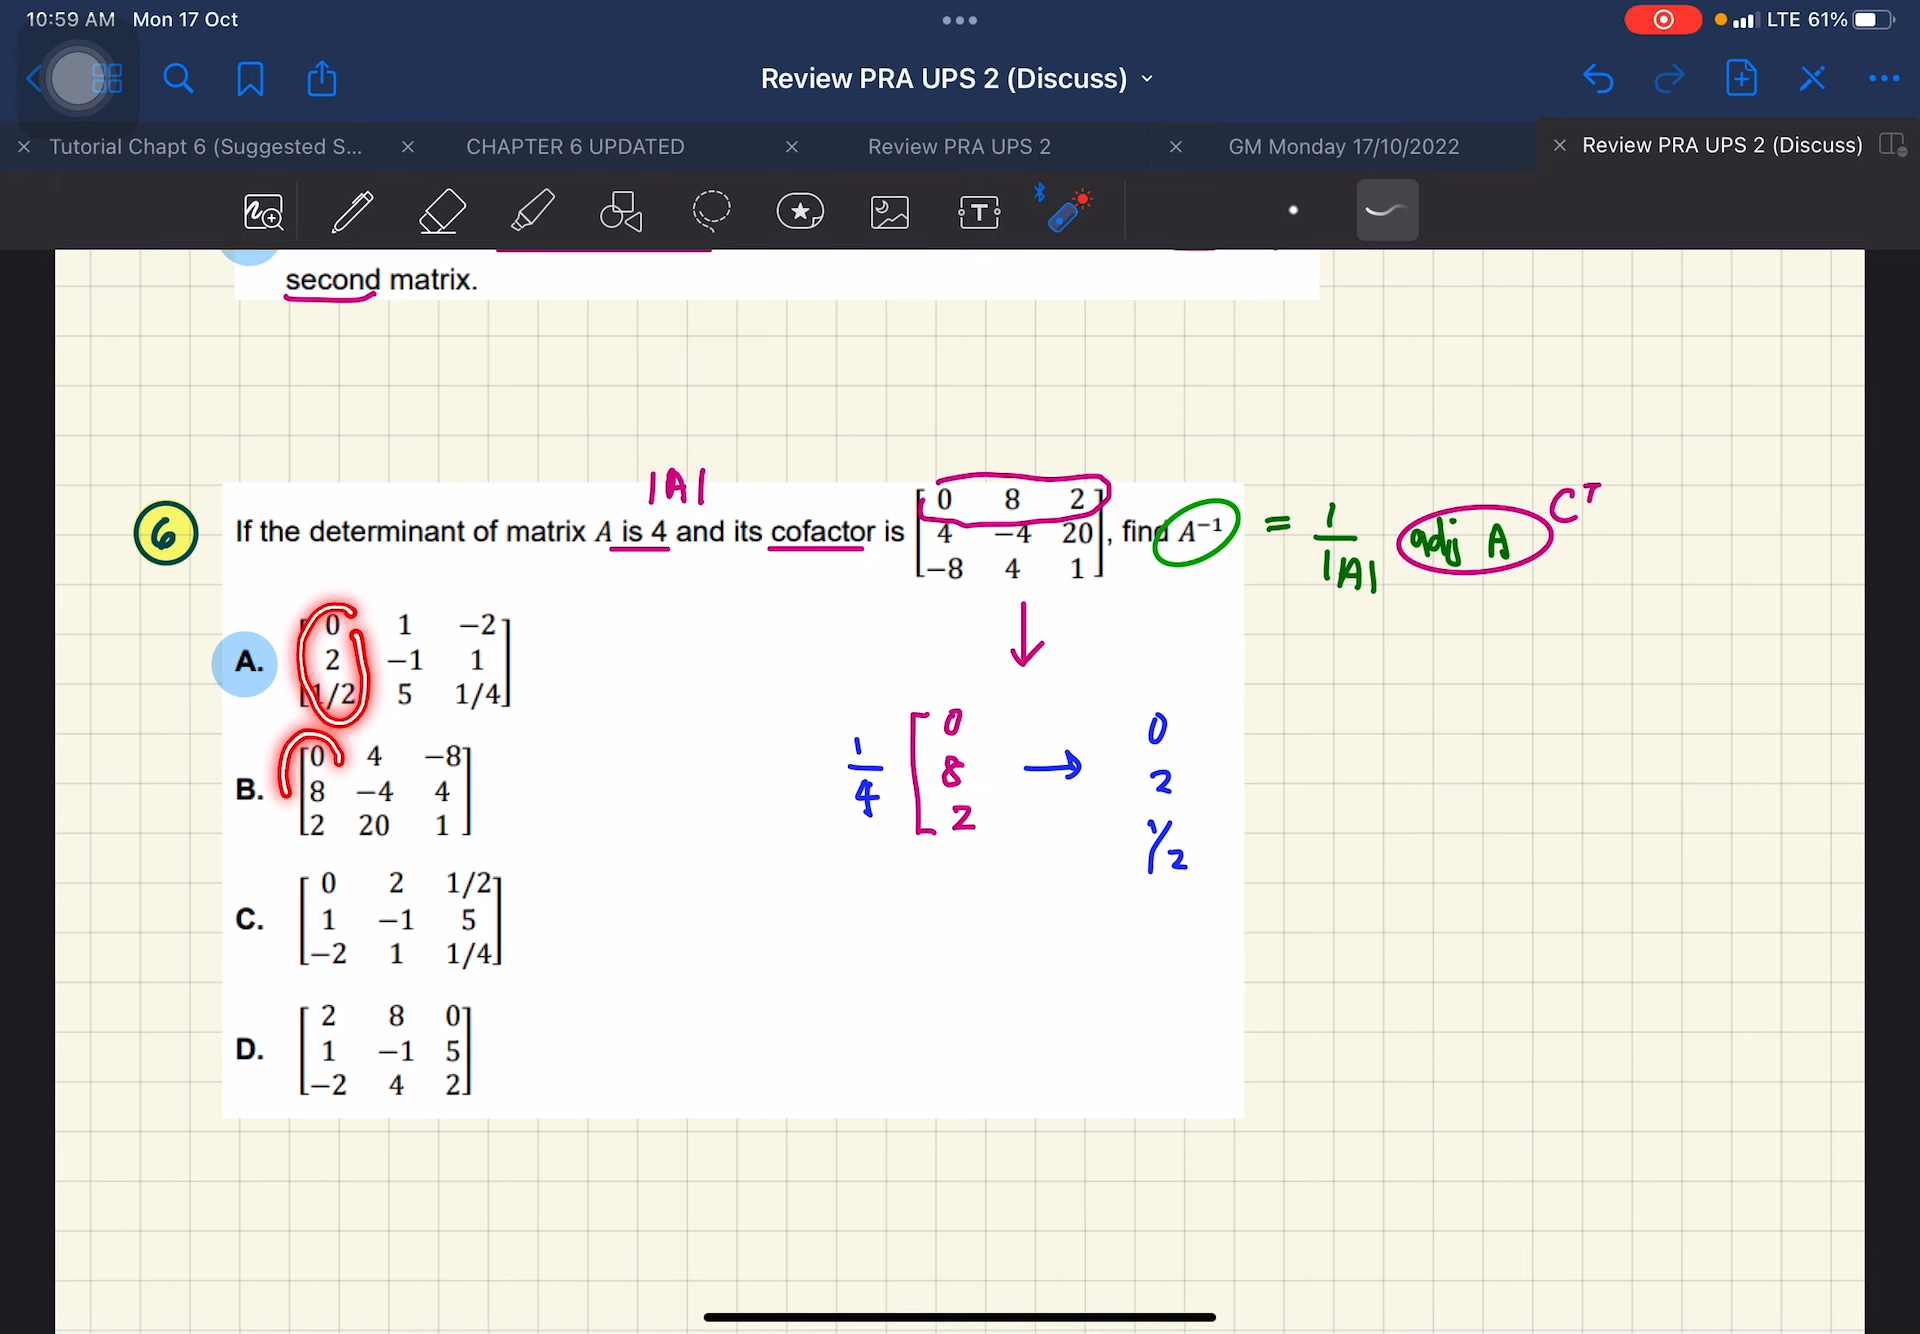 10:59 AM Mon 17 Oct
LTE 61%
Review PRA UPS 2 (Discuss)
Tutorial Chapt 6 (Suggested S...
CHAPTER 6 UPDATED
Review PRA UPS 2
GM Monday 17/10/2022
Review PRA UPS 2 (Discuss)
second matrix.
6
|A|
If the determinant of matrix A is 4 and its cofactor is [0 8 2
4 −4 20
−8 4 1], find A⁻¹ = 1/|A| adj A Cᵀ
A. [0 1 −2
2 −1 1
1/2 5 1/4]
B. [0 4 −8
8 −4 4
2 20 1]
C. [0 2 1/2
1 −1 5
−2 1 1/4]
D. [2 8 0
1 −1 5
−2 4 2]
↓
1/4 [0
8
2
→
0
2
1/2